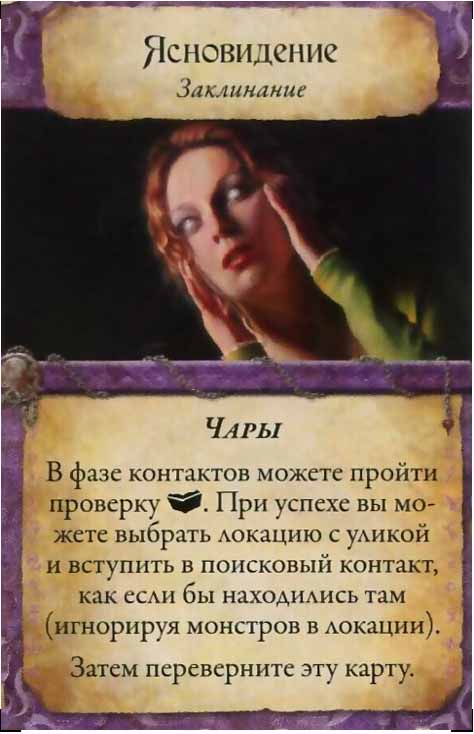 Ясновидение
Заклинание
Чары
В фазе контактов можете пройти
проверку . При успехе вы мо-
жете выбрать локацию с уликой
и вступить в поисковый контакт,
как если бы находились там
(игнорируя монстров в локации).
Затем переверните эту карту.